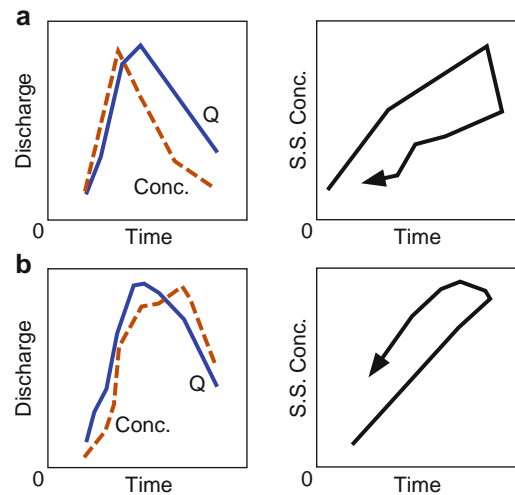 a
Discharge
Q
Conc.
0
Time
S.S. Conc.
Time
b
Discharge
Q
Conc.
0
Time
S.S. Conc.
0
Time